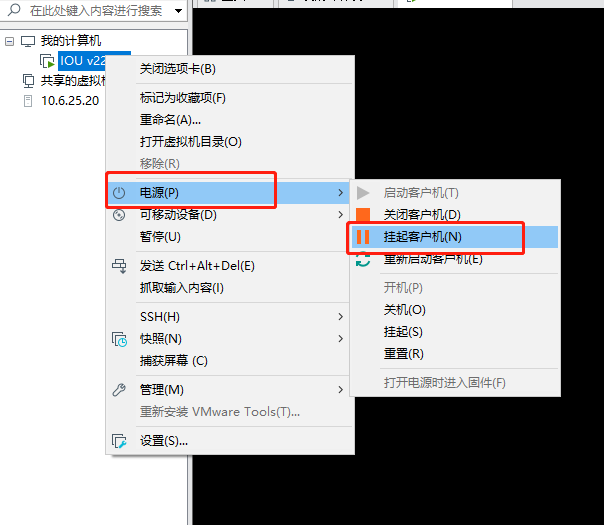 在此处键入内容进行搜索
我的计算机
IOU v22
共享的虚拟机
10.6.25.20
关闭选项卡(B)
标记为收藏项(F)
重命名(A)...
打开虚拟机目录(O)
移除(R)
电源(P)
可移动设备(D)
暂停(U)
发送 Ctrl+Alt+Del(E)
抓取输入内容(I)
SSH(H)
快照(N)
捕获屏幕 (C)
管理(M)
重新安装 VMware Tools(T)...
设置(S)...
启动客户机(T)
关闭客户机(D)
挂起客户机(N)
重新启动客户机(E)
开机(P)
关机(O)
挂起(S)
重置(R)
打开电源时进入固件(F)